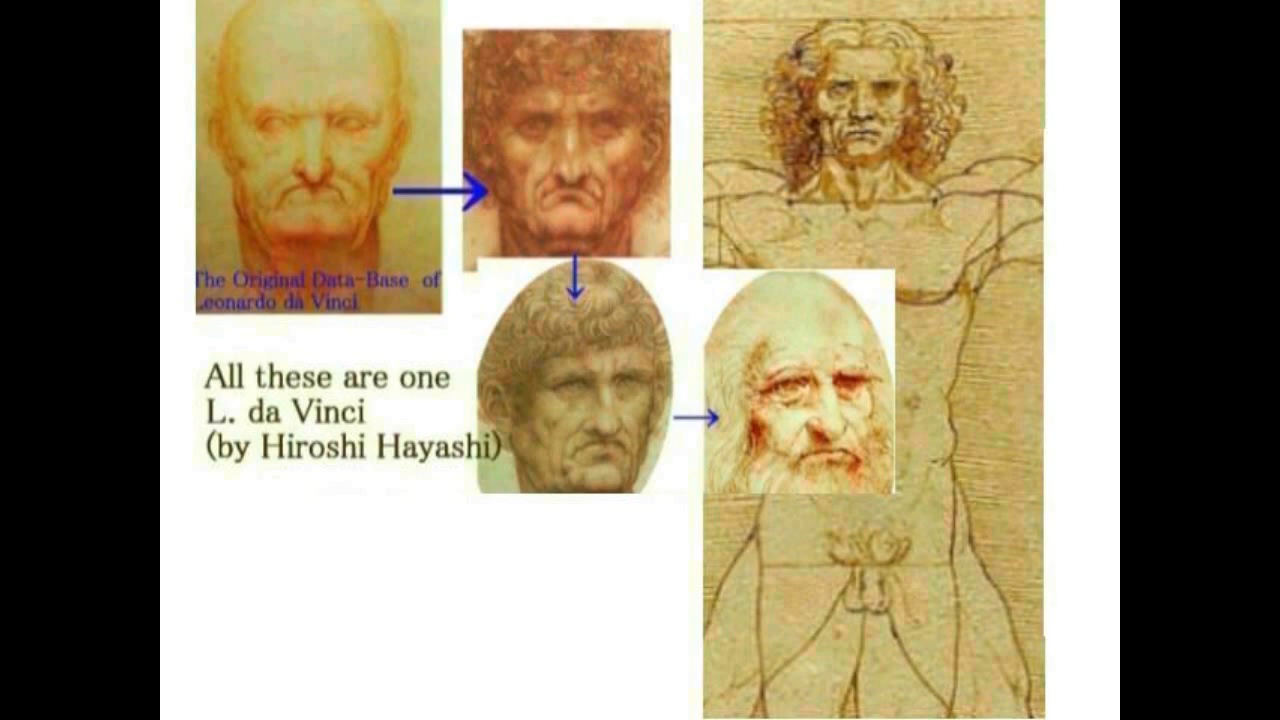 The Original Data-Base of
Leonardo da Vinci
All these are one
L. da Vinci
(by Hiroshi Hayashi)